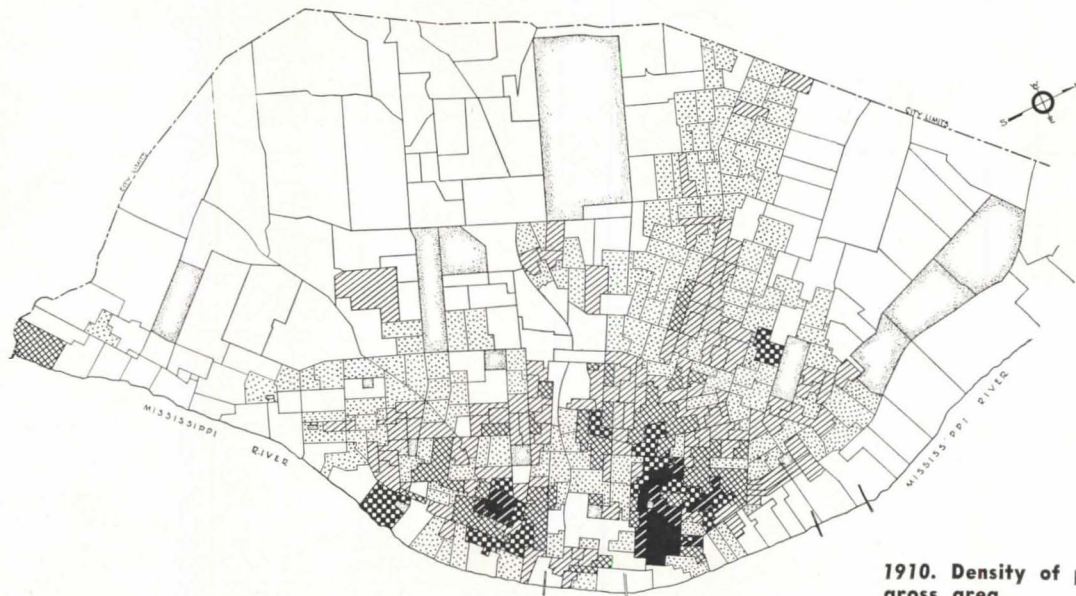 CITY LIMITS
CITY LIMITS
S
MISSISSIPPI
RIVER
MISSISSIPPI RIVER
1910. Density of p
gross area